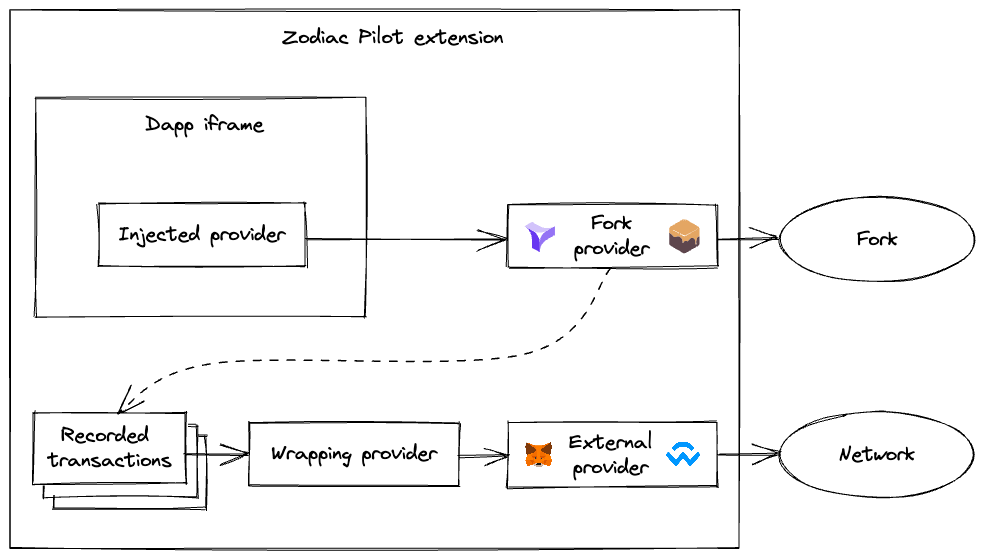 Zodiac Pilot extension
Dapp iframe
Injected provider
Fork
provider
Fork
Recorded
transactions
Wrapping provider
External
provider
Network